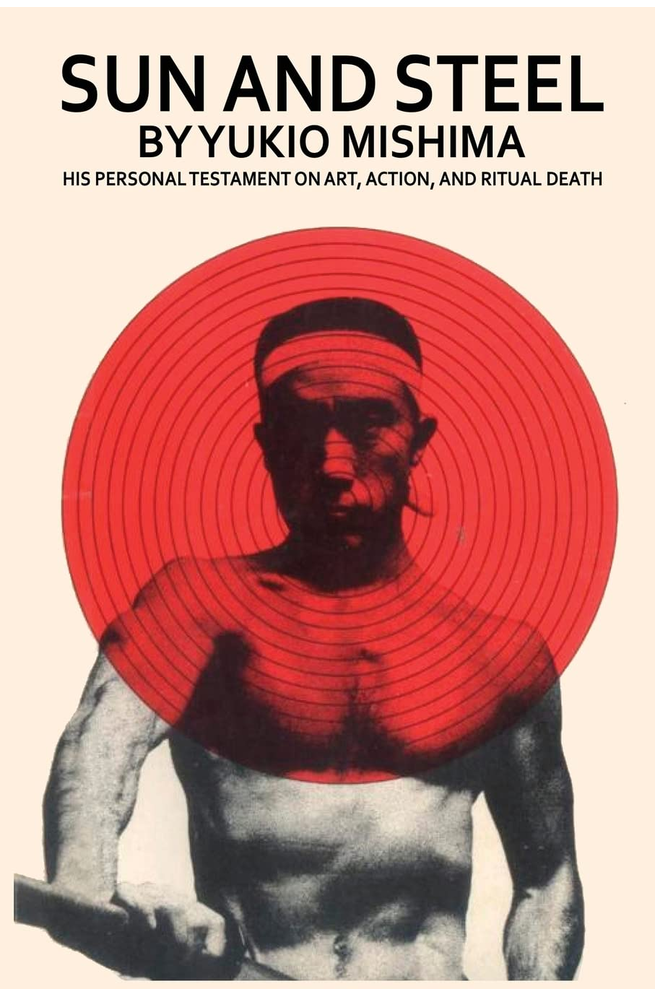 SUN AND STEEL
BY YUKIO MISHIMA
HIS PERSONAL TESTAMENT ON ART, ACTION, AND RITUAL DEATH